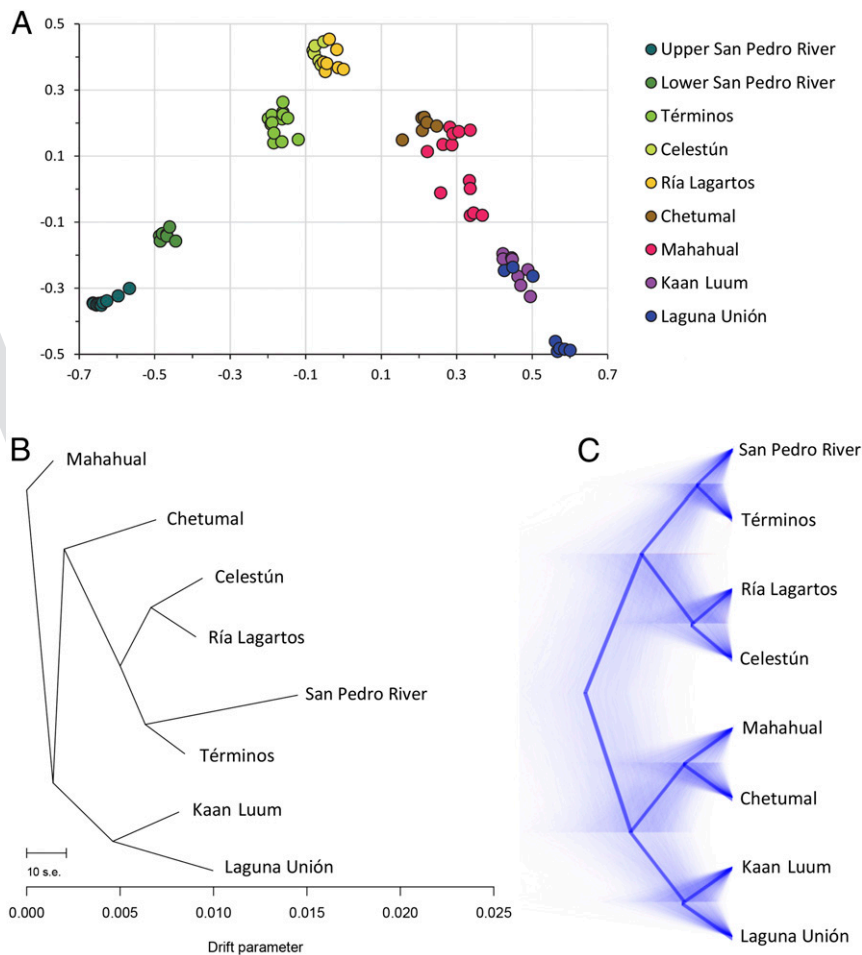 A
0.5
0.3
0.1
-0.1
-0.3
-0.5
-0.7
-0.5
-0.3
-0.1
0.1
0.3
0.5
0.7
Upper San Pedro River
Lower San Pedro River
Términos
Celestún
Ría Lagartos
Chetumal
Mahahual
Kaan Luum
Laguna Unión
B
Mahahual
Chetumal
Celestún
Ría Lagartos
San Pedro River
Términos
Kaan Luum
Laguna Unión
10 s.e.
0.000
0.005
0.010
0.015
0.020
0.025
Drift parameter
C
San Pedro River
Términos
Ría Lagartos
Celestún
Mahahual
Chetumal
Kaan Luum
Laguna Unión